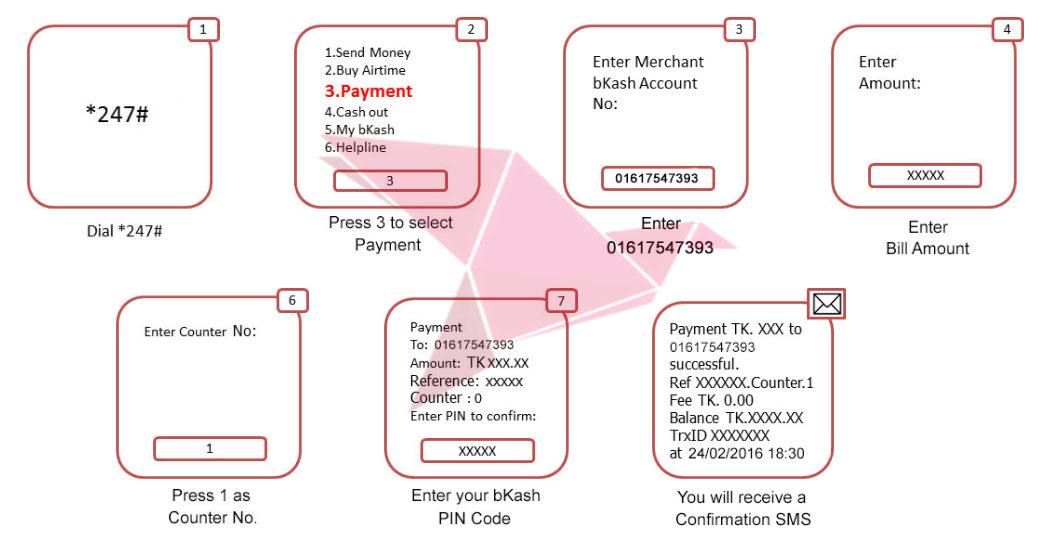 1
*247#
Dial *247#
2
1.Send Money
2.Buy Airtime
3.Payment
4.Cash out
5.My bKash
6.Helpline
3
Press 3 to select
Payment
3
Enter Merchant
bKash Account
No:
01617547393
Enter
01617547393
4
Enter
Amount:
XXXXX
Enter
Bill Amount
6
Enter Counter No:
1
Press 1 as
Counter No.
7
Payment
To: 01617547393
Amount: TK XXX.XX
Reference: xxxxx
Counter : 0
Enter PIN to confirm:
XXXXX
Enter your bKash
PIN Code
Payment TK. XXX to
01617547393
successful.
Ref XXXXXX.Counter.1
Fee TK. 0.00
Balance TK.XXXX.XX
TrxID XXXXXXX
at 24/02/2016 18:30
You will receive a
Confirmation SMS